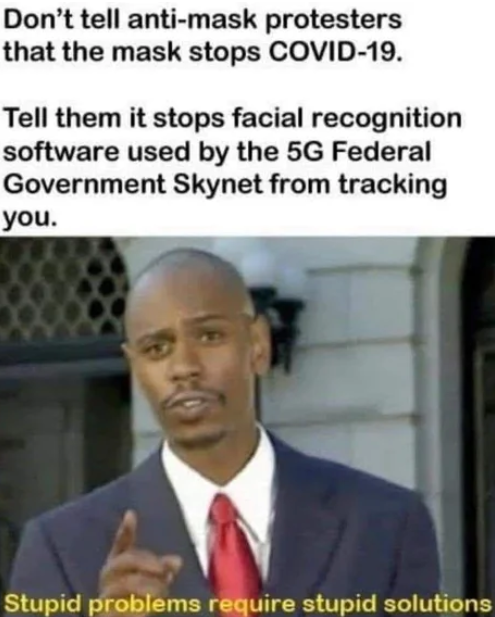 Don’t tell anti-mask protesters
that the mask stops COVID-19.
Tell them it stops facial recognition
software used by the 5G Federal
Government Skynet from tracking
you.
Stupid problems require stupid solutions